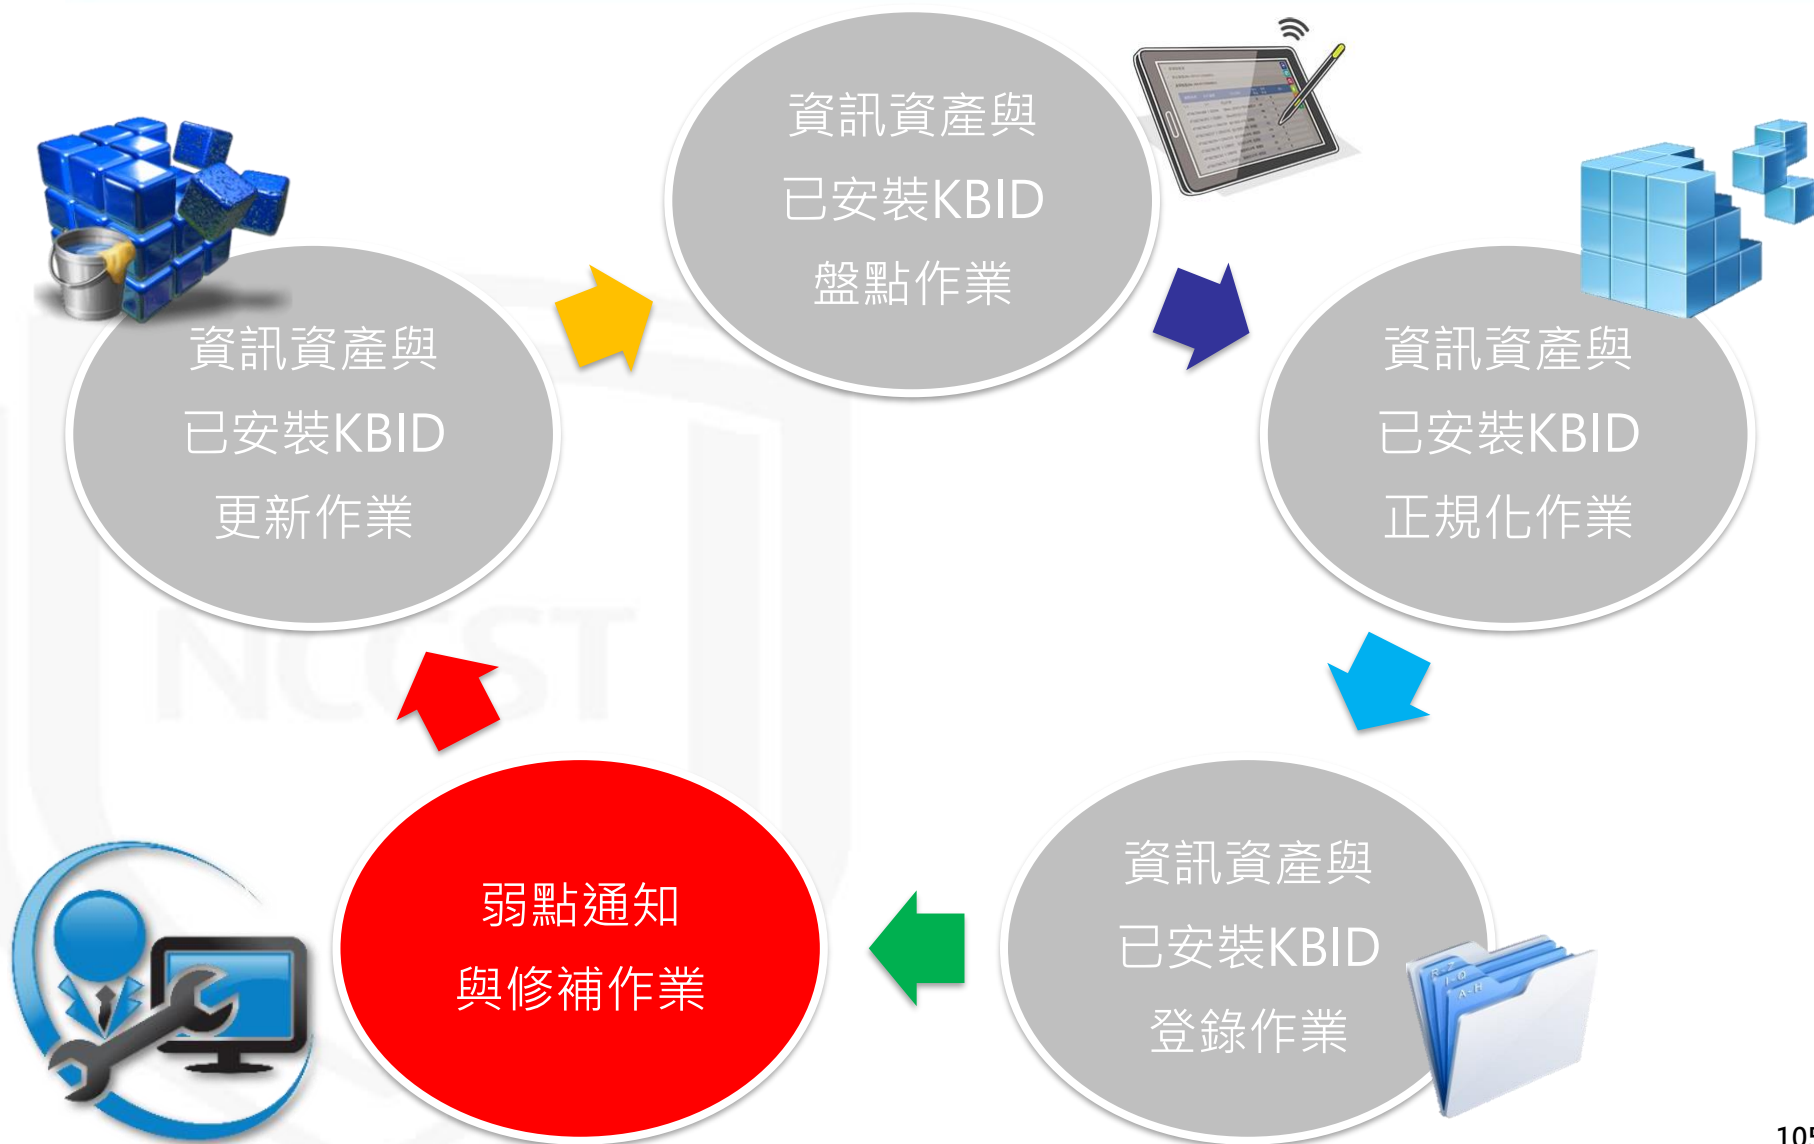 資訊資產與
已安裝KBID
盤點作業
資訊資產與
已安裝KBID
正規化作業
資訊資產與
已安裝KBID
登錄作業
R-Z
I-Q
A-H
弱點通知
與修補作業
資訊資產與
已安裝KBID
更新作業
NCCST
105